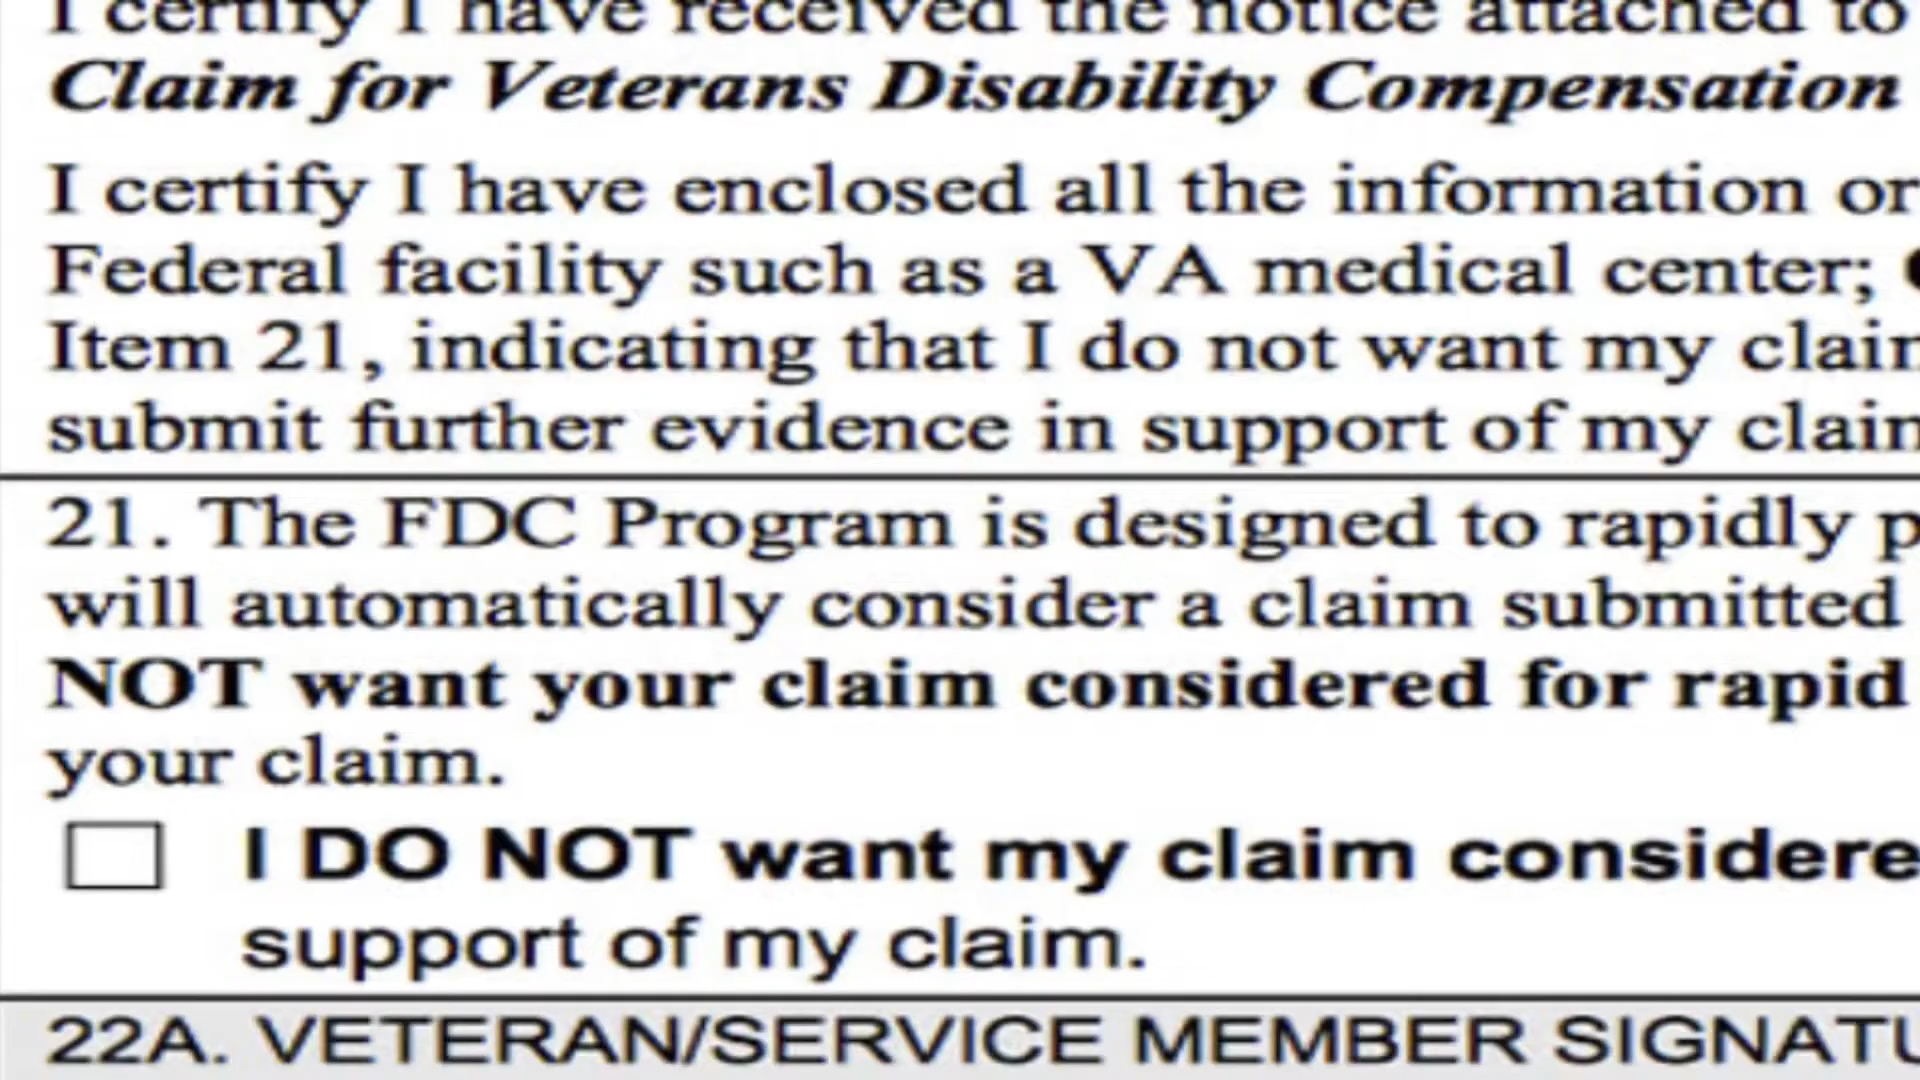 I certify I have received the notice attached to
Claim for Veterans Disability Compensation
I certify I have enclosed all the information or
Federal facility such as a VA medical center;
Item 21, indicating that I do not want my
submit further evidence in support of my
21. The FDC Program is designed to rapidly
will automatically consider a claim submitted
NOT want your claim considered for rapid
your claim.
I DO NOT want my claim
support of my claim.
22A. VETERAN/SERVICE MEMBER